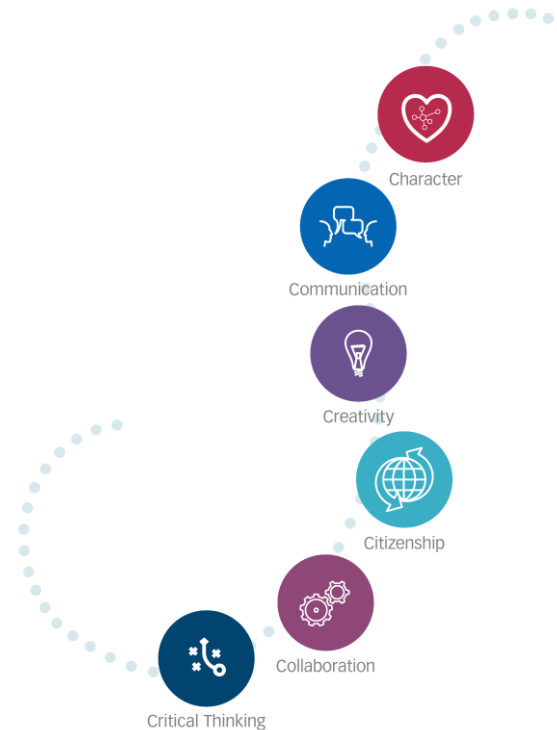 Character
Communication
Creativity
Citizenship
Collaboration
Critical Thinking